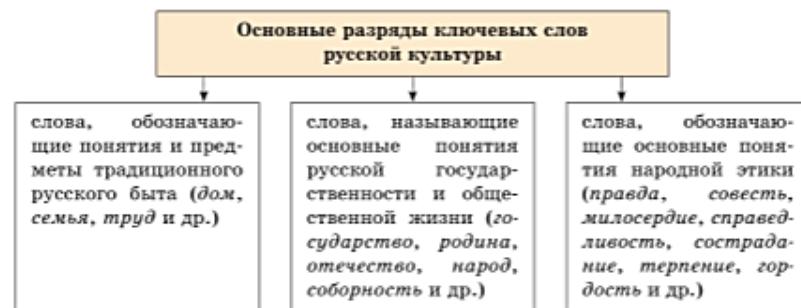 Основные разряды ключевых слов
русской культуры
слова, обозначаю-
щие понятия и пред-
меты традиционного
русского быта (дом,
семья, труд и др.)
слова, называющие
основные понятия
русской государ-
ственности и обще-
ственной жизни (го-
сударство, родина,
отечество, народ,
соборность и др.)
слова, обозначаю-
щие основные поня-
тия народной этики
(правда, совесть,
милосердие, справед-
ливость, сострада-
ние, терпение, гор-
дость и др.)